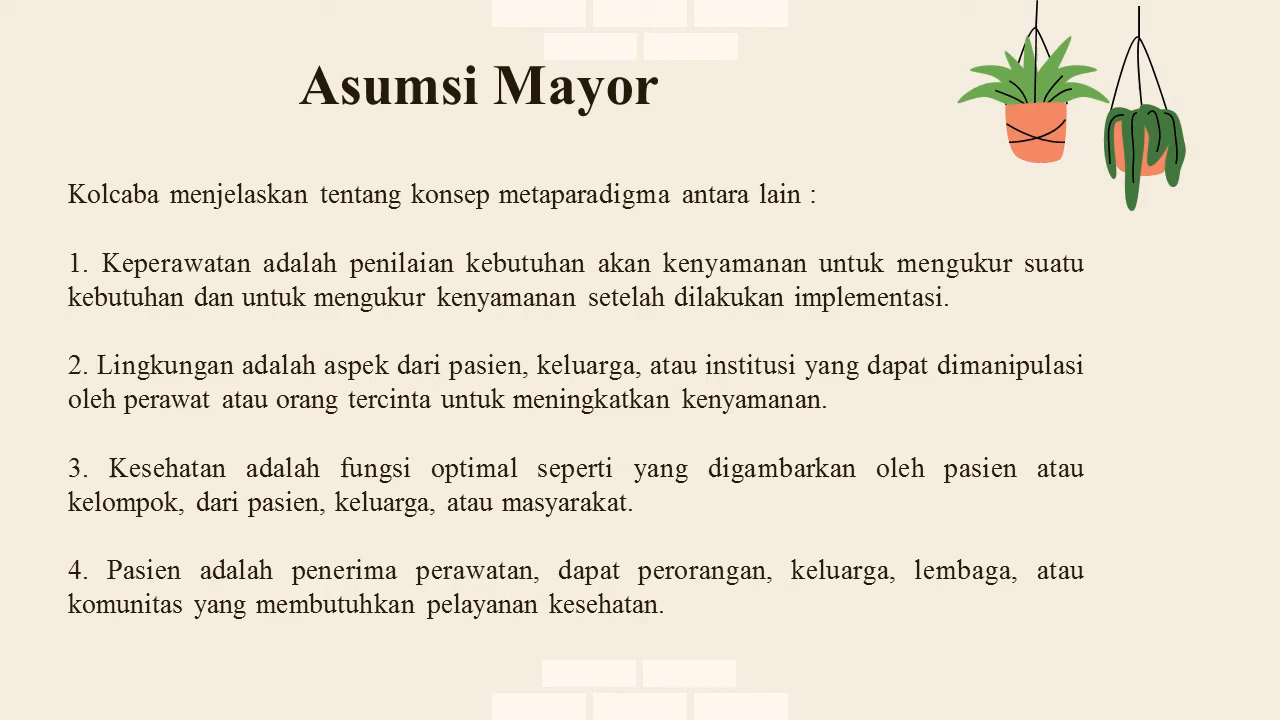 Asumsi Mayor
Kolcaba menjelaskan tentang konsep metaparadigma antara lain :
1. Keperawatan adalah penilaian kebutuhan akan kenyamanan untuk mengukur suatu
kebutuhan dan untuk mengukur kenyamanan setelah dilakukan implementasi.
2. Lingkungan adalah aspek dari pasien, keluarga, atau institusi yang dapat dimanipulasi
oleh perawat atau orang tercinta untuk meningkatkan kenyamanan.
3. Kesehatan adalah fungsi optimal seperti yang digambarkan oleh pasien atau
kelompok, dari pasien, keluarga, atau masyarakat.
4. Pasien adalah penerima perawatan, dapat perorangan, keluarga, lembaga, atau
komunitas yang membutuhkan pelayanan kesehatan.